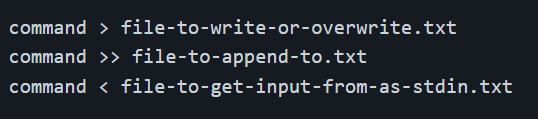 command > file-to-write-or-overwrite.txt
command >> file-to-append-to.txt
command < file-to-get-input-from-as-stdin.txt